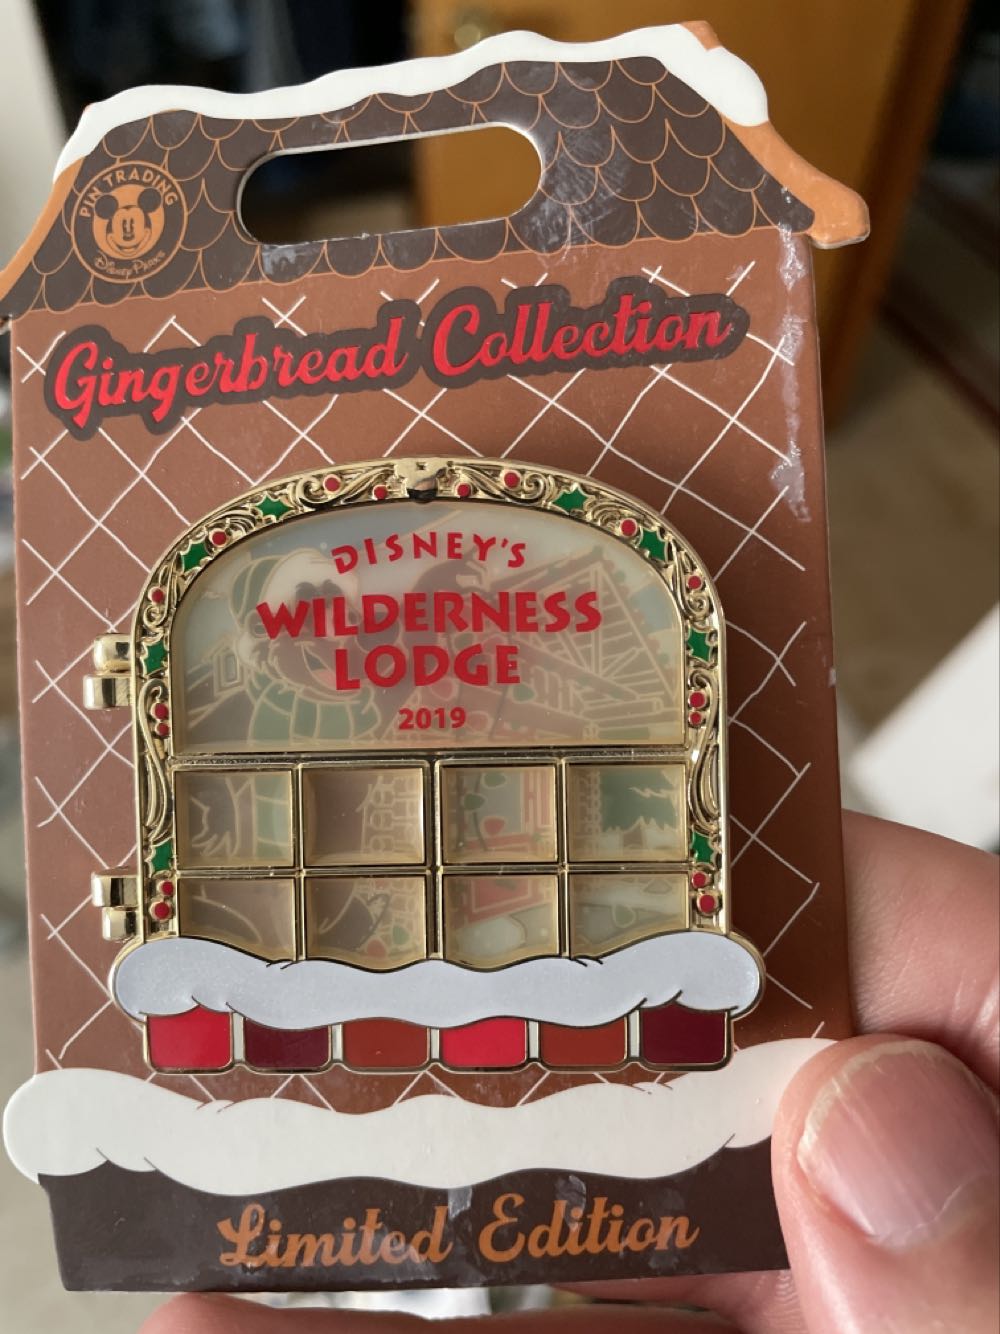 PIN TRADING
Disney Parks
Gingerbread Collection
DISNEY'S
WILDERNESS
LODGE
2019
Limited Edition